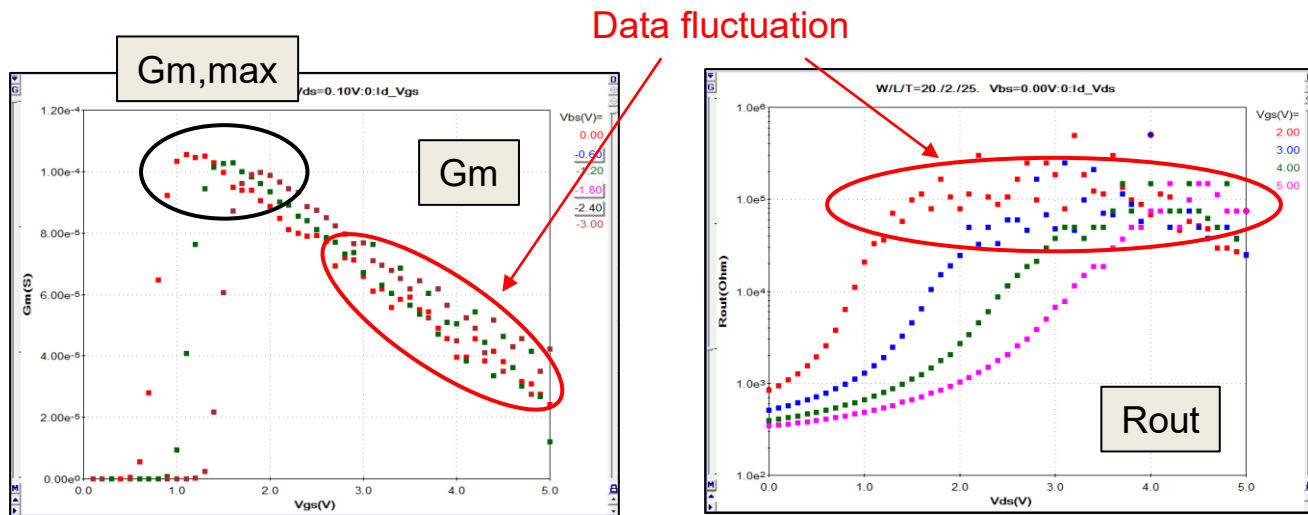 Data fluctuation
Gm,max
Vds=0.10V:0:Id_Vgs
1.20e-4
1.00e-4
8.00e-5
6.00e-5
4.00e-5
2.00e-5
0.00e0
Gm(S)
0.0
1.0
2.0
3.0
4.0
5.0
Vgs(V)
Vbs(V)=
0.00
-0.60
-1.20
-1.80
-2.40
-3.00
Gm
G
D
M
W/L/T=20./2./25. Vbs=0.00V:0:Id_Vds
1.0e6
1.0e5
1.0e4
1.0e3
1.0e2
Rout(Ohm)
0.0
1.0
2.0
3.0
4.0
5.0
Vds(V)
Vgs(V)=
2.00
3.00
4.00
5.00
Rout
G
M